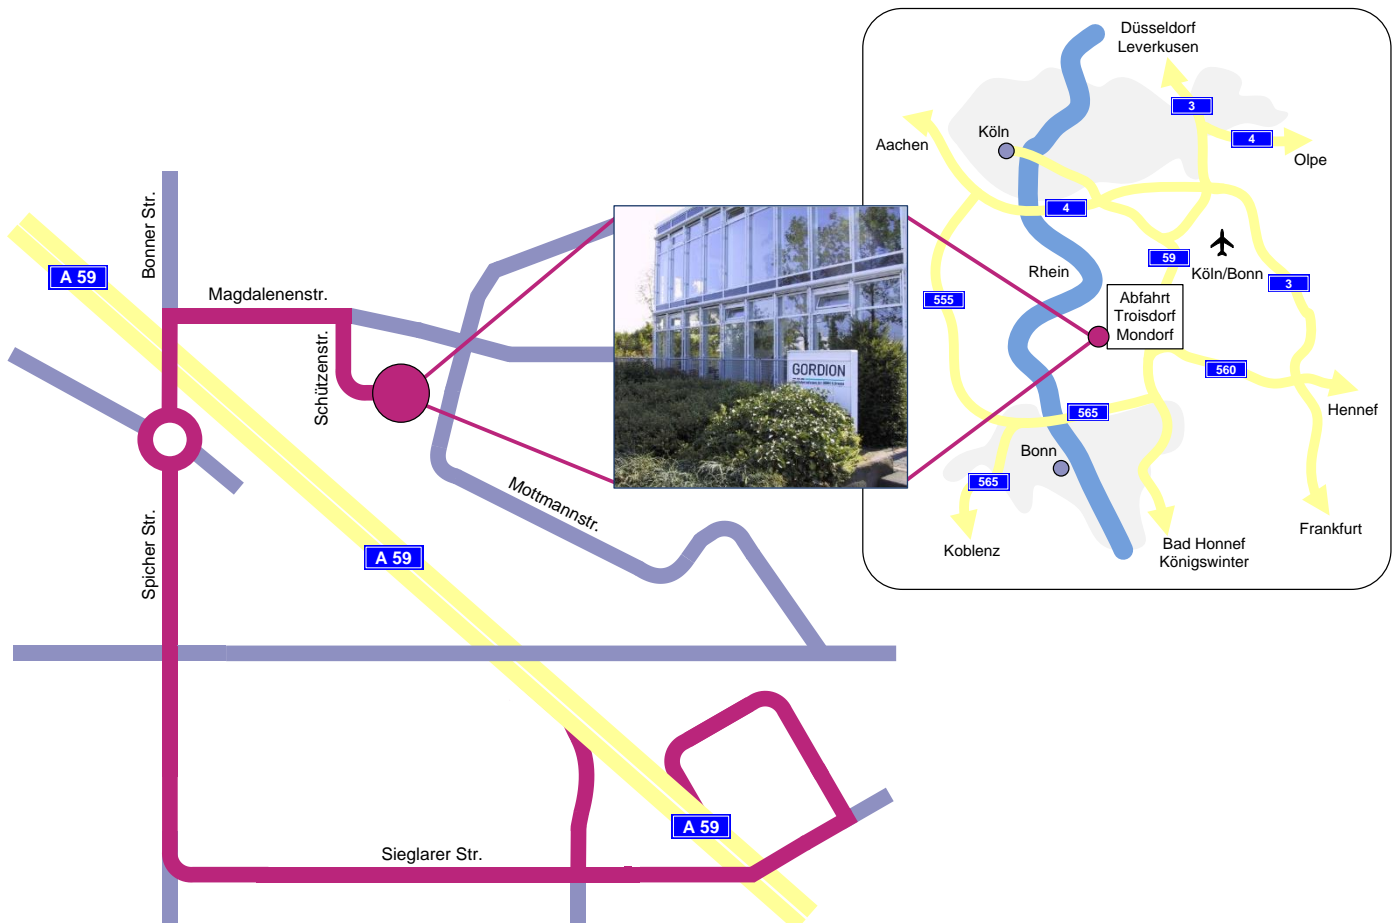 Düsseldorf
Leverkusen
3
4
Olpe
Köln
Aachen
4
Rhein
59
Köln/Bonn
3
555
Abfahrt
Troisdorf
Mondorf
560
Hennef
565
Bonn
565
Koblenz
Bad Honnef
Königswinter
Frankfurt
Bonner Str.
A 59
Magdalenenstr.
Schützenstr.
GORDION
Mottmannstr.
A 59
Spicher Str.
A 59
Sieglarer Str.